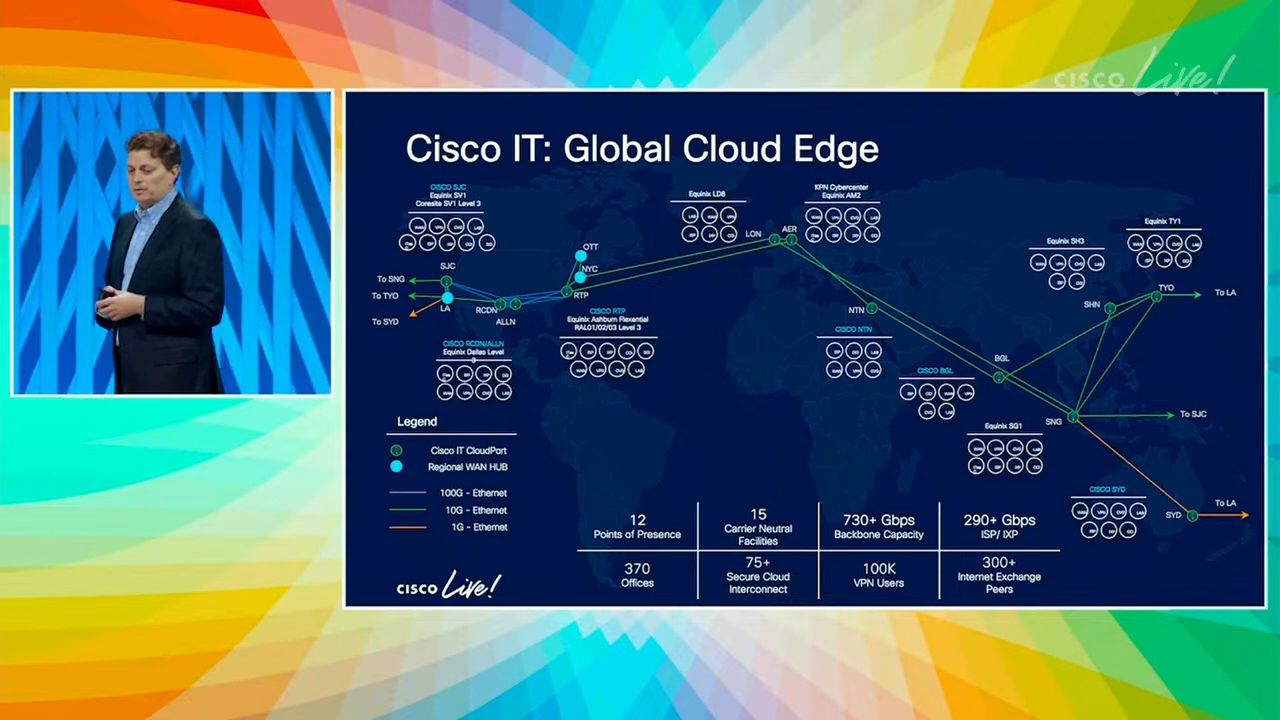 CISCO Live!
Cisco IT: Global Cloud Edge
CISCO SJC
Equinix SV1
Coresite SV1 Level 3
Equinix LD8
KPN Cybercenter
Equinix AM2
Equinix TY1
Equinix SH3
OTT
NYC
LON
AER
SJC
To SNG
To TYO
To SYD
LA
RCDN
ALLN
RTP
CISCO RTP
Equinix Ashburn Flexential
RAL01/02/03 Level 3
CISCO RCDN/ALLN
Equinix Dallas Level
3
NTN
CISCO NTN
SHN
TYO
To LA
BGL
CISCO BGL
SNG
To SJC
Equinix SG1
CISCO SYD
SYD
To LA
Legend
Cisco IT CloudPort
Regional WAN HUB
100G - Ethernet
10G - Ethernet
1G - Ethernet
12
Points of Presence
15
Carrier Neutral
Facilities
730+ Gbps
Backbone Capacity
290+ Gbps
ISP/ IXP
370
Offices
75+
Secure Cloud
Interconnect
100K
VPN Users
300+
Internet Exchange
Peers
CISCO Live!